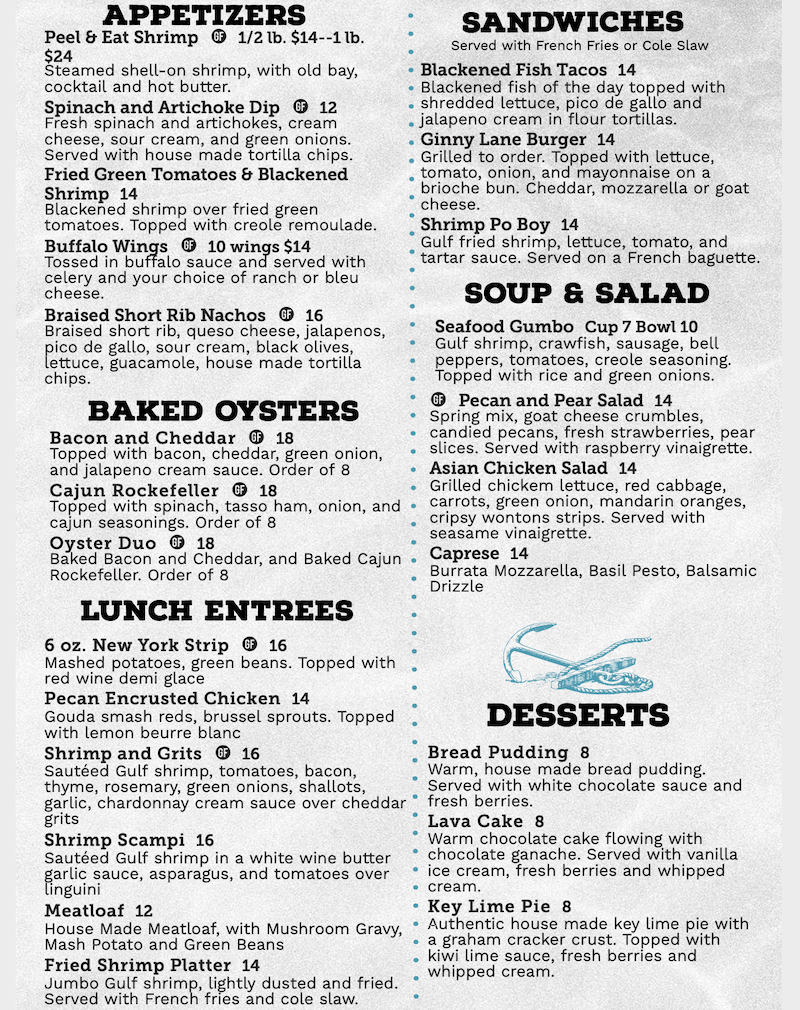 APPETIZERS
Peel & Eat Shrimp GF 1/2 lb. $14--1 lb.
$24
Steamed shell-on shrimp, with old bay,
cocktail and hot butter.
Spinach and Artichoke Dip GF 12
Fresh spinach and artichokes, cream
cheese, sour cream, and green onions.
Served with house made tortilla chips.
Fried Green Tomatoes & Blackened
Shrimp 14
Blackened shrimp over fried green
tomatoes. Topped with creole remoulade.
Buffalo Wings GF 10 wings $14
Tossed in buffalo sauce and served with
celery and your choice of ranch or bleu
cheese.
Braised Short Rib Nachos GF 16
Braised short rib, queso cheese, jalapenos,
pico de gallo, sour cream, black olives,
lettuce, guacamole, house made tortilla
chips.
BAKED OYSTERS
Bacon and Cheddar GF 18
Topped with bacon, cheddar, green onion,
and jalapeno cream sauce. Order of 8
Cajun Rockefeller GF 18
Topped with spinach, tasso ham, onion, and
cajun seasonings. Order of 8
Oyster Duo GF 18
Baked Bacon and Cheddar, and Baked Cajun
Rockefeller. Order of 8
LUNCH ENTREES
6 oz. New York Strip GF 16
Mashed potatoes, green beans. Topped with
red wine demi glace
Pecan Encrusted Chicken 14
Gouda smash reds, brussel sprouts. Topped
with lemon beurre blanc
Shrimp and Grits GF 16
Sautéed Gulf shrimp, tomatoes, bacon,
thyme, rosemary, green onions, shallots,
garlic, chardonnay cream sauce over cheddar
grits
Shrimp Scampi 16
Sautéed Gulf shrimp in a white wine butter
garlic sauce, asparagus, and tomatoes over
linguini
Meatloaf 12
House Made Meatloaf, with Mushroom Gravy,
Mash Potato and Green Beans
Fried Shrimp Platter 14
Jumbo Gulf shrimp, lightly dusted and fried.
Served with French fries and cole slaw.
SANDWICHES
Served with French Fries or Cole Slaw
Blackened Fish Tacos 14
Blackened fish of the day topped with
shredded lettuce, pico de gallo and
jalapeno cream in flour tortillas.
Ginny Lane Burger 14
Grilled to order. Topped with lettuce,
tomato, onion, and mayonnaise on a
brioche bun. Cheddar, mozzarella or goat
cheese.
Shrimp Po Boy 14
Gulf fried shrimp, lettuce, tomato, and
tartar sauce. Served on a French baguette.
SOUP & SALAD
Seafood Gumbo Cup 7 Bowl 10
Gulf shrimp, crawfish, sausage, bell
peppers, tomatoes, creole seasoning.
Topped with rice and green onions.
GF Pecan and Pear Salad 14
Spring mix, goat cheese crumbles,
candied pecans, fresh strawberries, pear
slices. Served with raspberry vinaigrette.
Asian Chicken Salad 14
Grilled chickem lettuce, red cabbage,
carrots, green onion, mandarin oranges,
cripsy wontons strips. Served with
seasame vinaigrette.
Caprese 14
Burrata Mozzarella, Basil Pesto, Balsamic
Drizzle
DESSERTS
Bread Pudding 8
Warm, house made bread pudding.
Served with white chocolate sauce and
fresh berries.
Lava Cake 8
Warm chocolate cake flowing with
chocolate ganache. Served with vanilla
ice cream, fresh berries and whipped
cream.
Key Lime Pie 8
Authentic house made key lime pie with
a graham cracker crust. Topped with
kiwi lime sauce, fresh berries and
whipped cream.